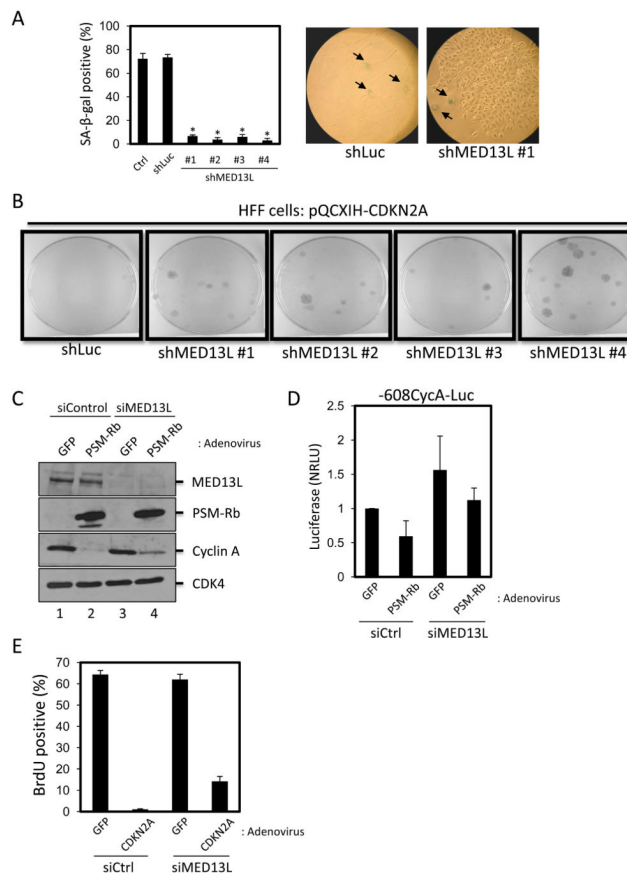 A
SA-β-gal positive (%)
100
80
60
40
20
0
* * * *
Ctrl
shLuc
#1 #2 #3 #4
shMED13L
shLuc
shMED13L #1
B
HFF cells: pQCXIH-CDKN2A
shLuc
shMED13L #1
shMED13L #2
shMED13L #3
shMED13L #4
C
siControl siMED13L
GFP PSM-Rb GFP PSM-Rb : Adenovirus
MED13L
PSM-Rb
Cyclin A
CDK4
1 2 3 4
D
-608CycA-Luc
Luciferase (NRLU)
2.5
2
1.5
1
0.5
0
GFP PSM-Rb GFP PSM-Rb : Adenovirus
siCtrl siMED13L
E
BrdU positive (%)
70
60
50
40
30
20
10
0
GFP CDKN2A GFP CDKN2A : Adenovirus
siCtrl siMED13L